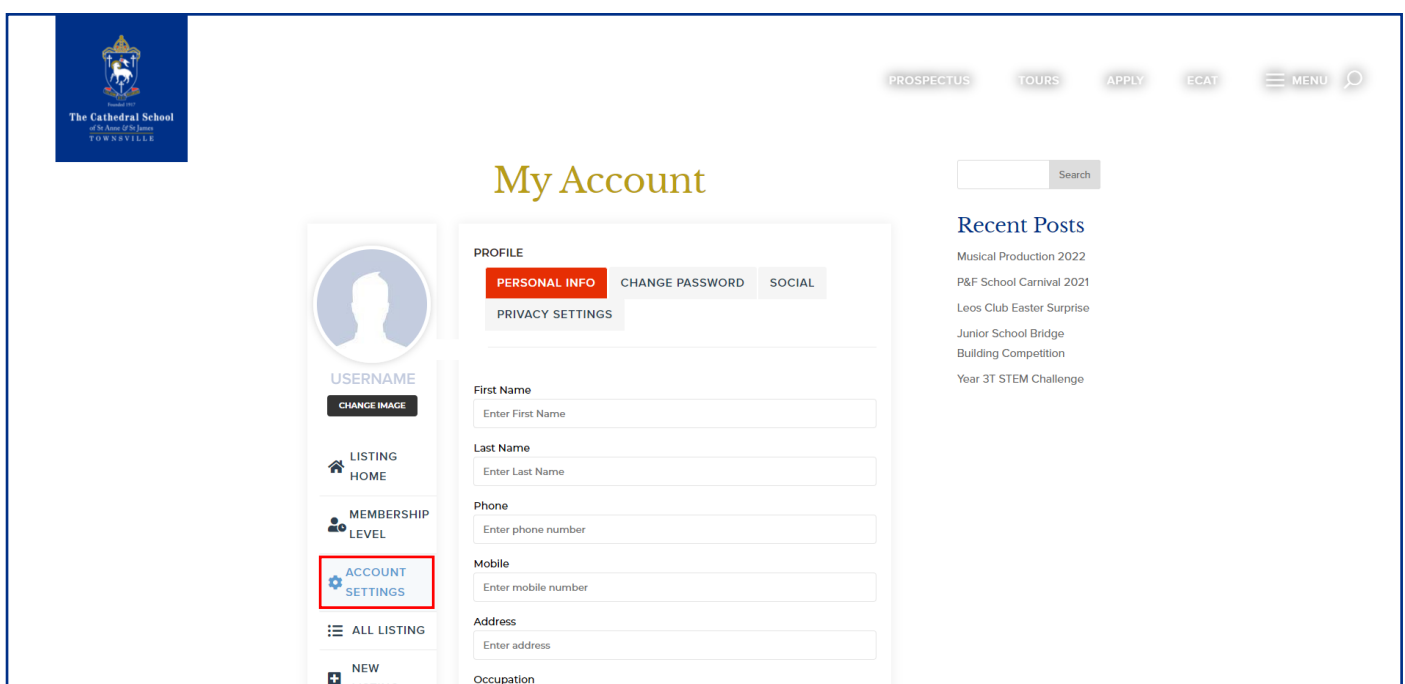 Founded 1917
The Cathedral School
of St Anne & St James
TOWNSVILLE
PROSPECTUS TOURS APPLY ECAT MENU
My Account
Search
Recent Posts
Musical Production 2022
P&F School Carnival 2021
Leos Club Easter Surprise
Junior School Bridge
Building Competition
Year 3T STEM Challenge
USERNAME
CHANGE IMAGE
LISTING
HOME
MEMBERSHIP
LEVEL
ACCOUNT
SETTINGS
ALL LISTING
NEW
PROFILE
PERSONAL INFO CHANGE PASSWORD SOCIAL
PRIVACY SETTINGS
First Name
Enter First Name
Last Name
Enter Last Name
Phone
Enter phone number
Mobile
Enter mobile number
Address
Enter address
Occupation